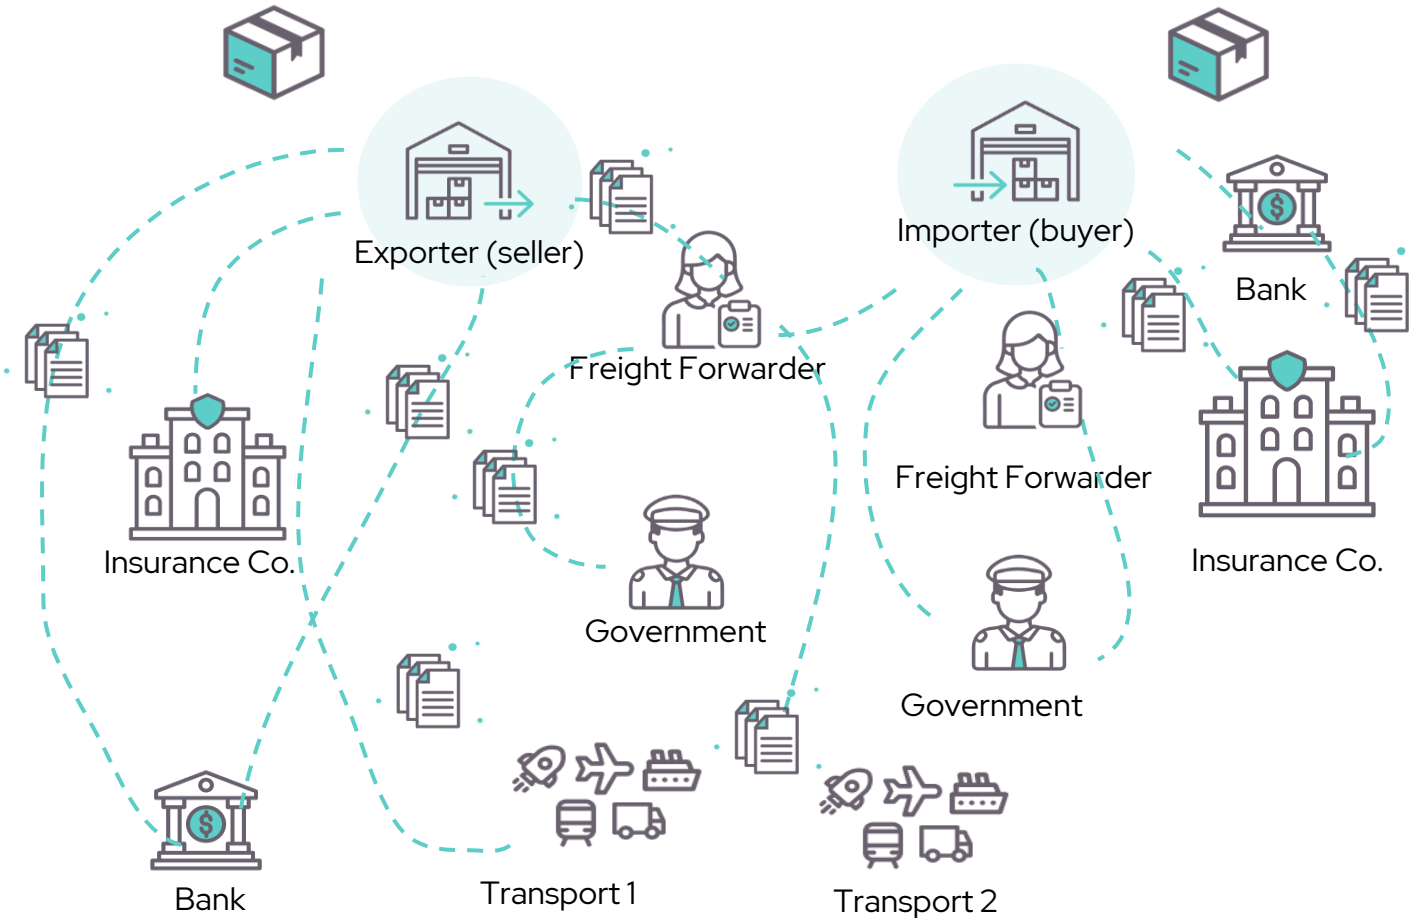 Exporter (seller)
Importer (buyer)
Bank
Freight Forwarder
Freight Forwarder
Insurance Co.
Insurance Co.
Government
Government
Bank
Transport 1
Transport 2